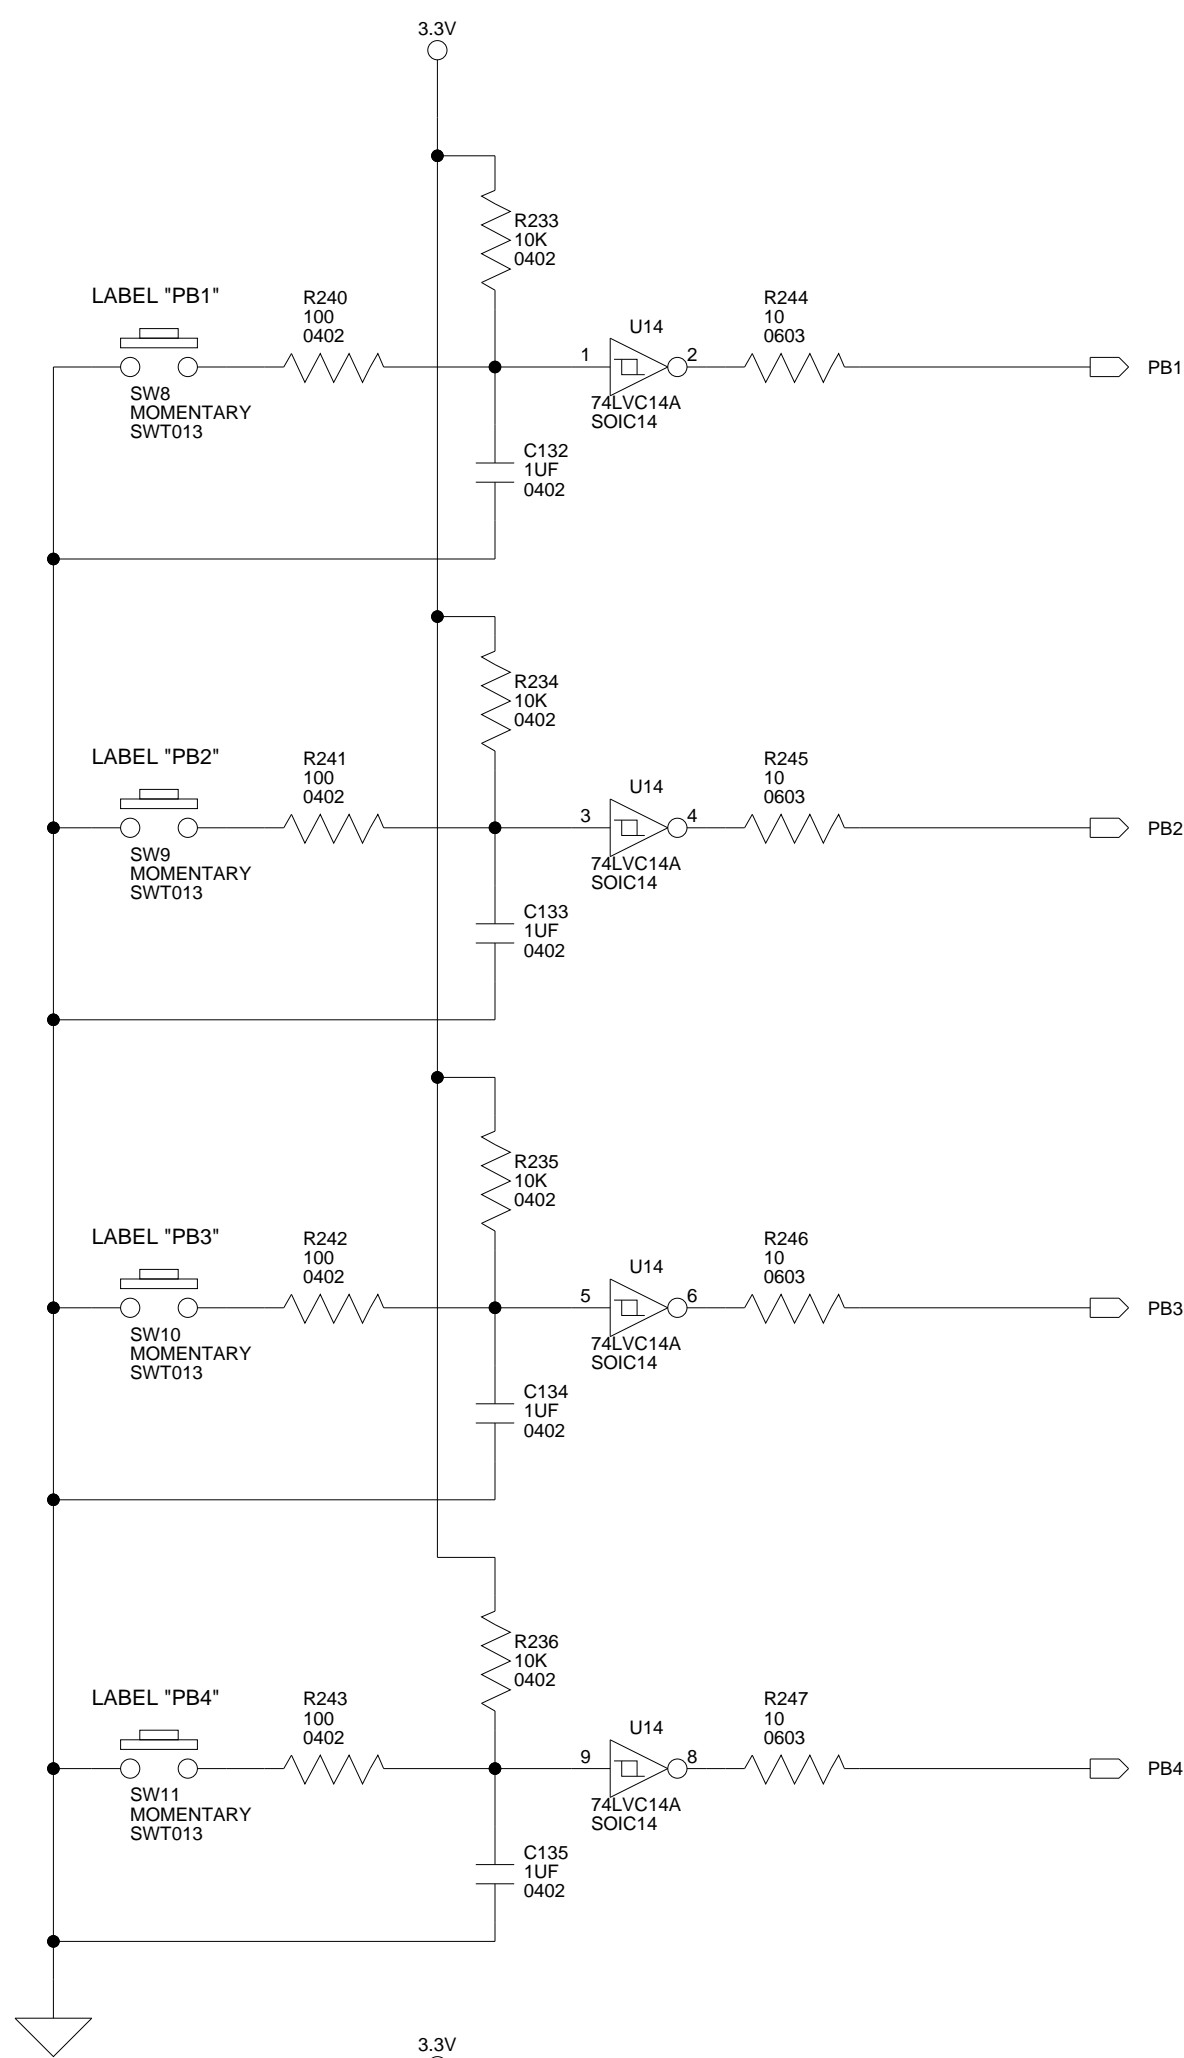 3.3V
R233
10K
0402
LABEL "PB1"
R240
100
0402
SW8
MOMENTARY
SWT013
U14
1
2
74LVC14A
SOIC14
R244
10
0603
PB1
C132
1UF
0402
R234
10K
0402
LABEL "PB2"
R241
100
0402
SW9
MOMENTARY
SWT013
U14
3
4
74LVC14A
SOIC14
R245
10
0603
PB2
C133
1UF
0402
R235
10K
0402
LABEL "PB3"
R242
100
0402
SW10
MOMENTARY
SWT013
U14
5
6
74LVC14A
SOIC14
R246
10
0603
PB3
C134
1UF
0402
R236
10K
0402
LABEL "PB4"
R243
100
0402
SW11
MOMENTARY
SWT013
U14
9
8
74LVC14A
SOIC14
R247
10
0603
PB4
C135
1UF
0402
3.3V